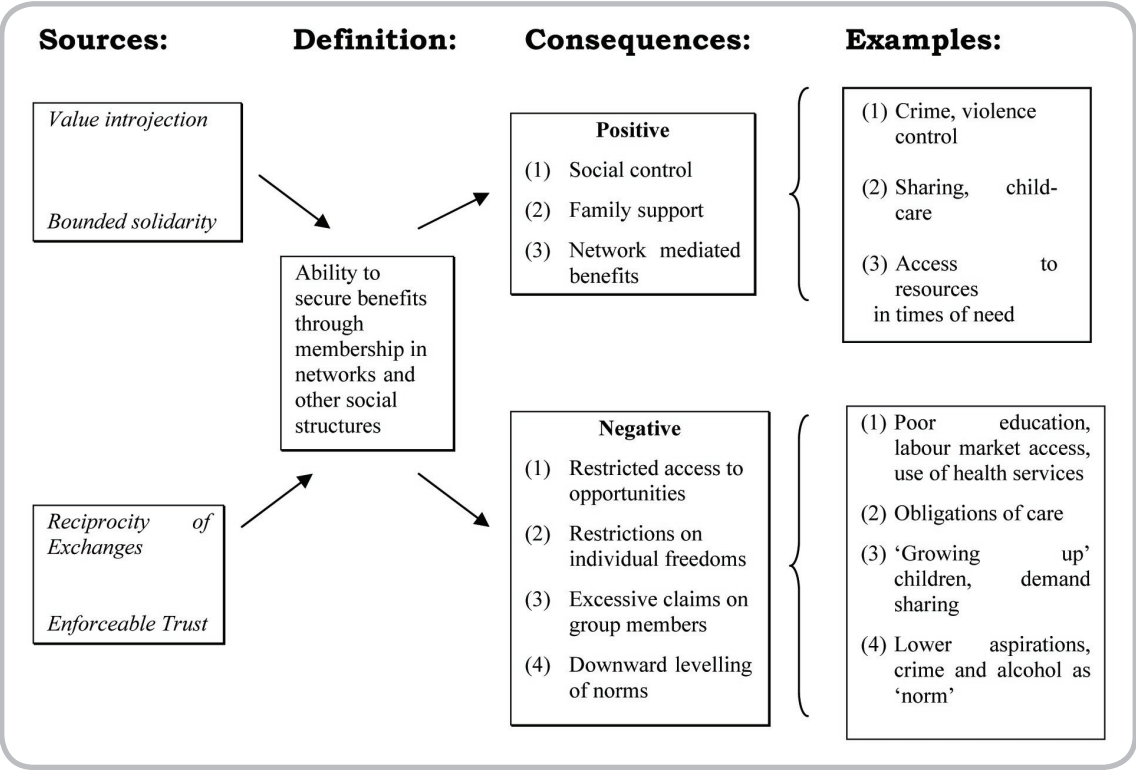 Sources:
Definition:
Consequences:
Examples:
Value introjection
Bounded solidarity
Reciprocity of
Exchanges
Enforceable Trust
Ability to
secure benefits
through
membership in
networks and
other social
structures
Positive
(1) Social control
(2) Family support
(3) Network mediated
benefits
(1) Crime, violence
control
(2) Sharing, child-
care
(3) Access to
resources
in times of need
Negative
(1) Restricted access to
opportunities
(2) Restrictions on
individual freedoms
(3) Excessive claims on
group members
(4) Downward levelling
of norms
(1) Poor education,
labour market access,
use of health services
(2) Obligations of care
(3) ‘Growing up’
children, demand
sharing
(4) Lower aspirations,
crime and alcohol as
‘norm’